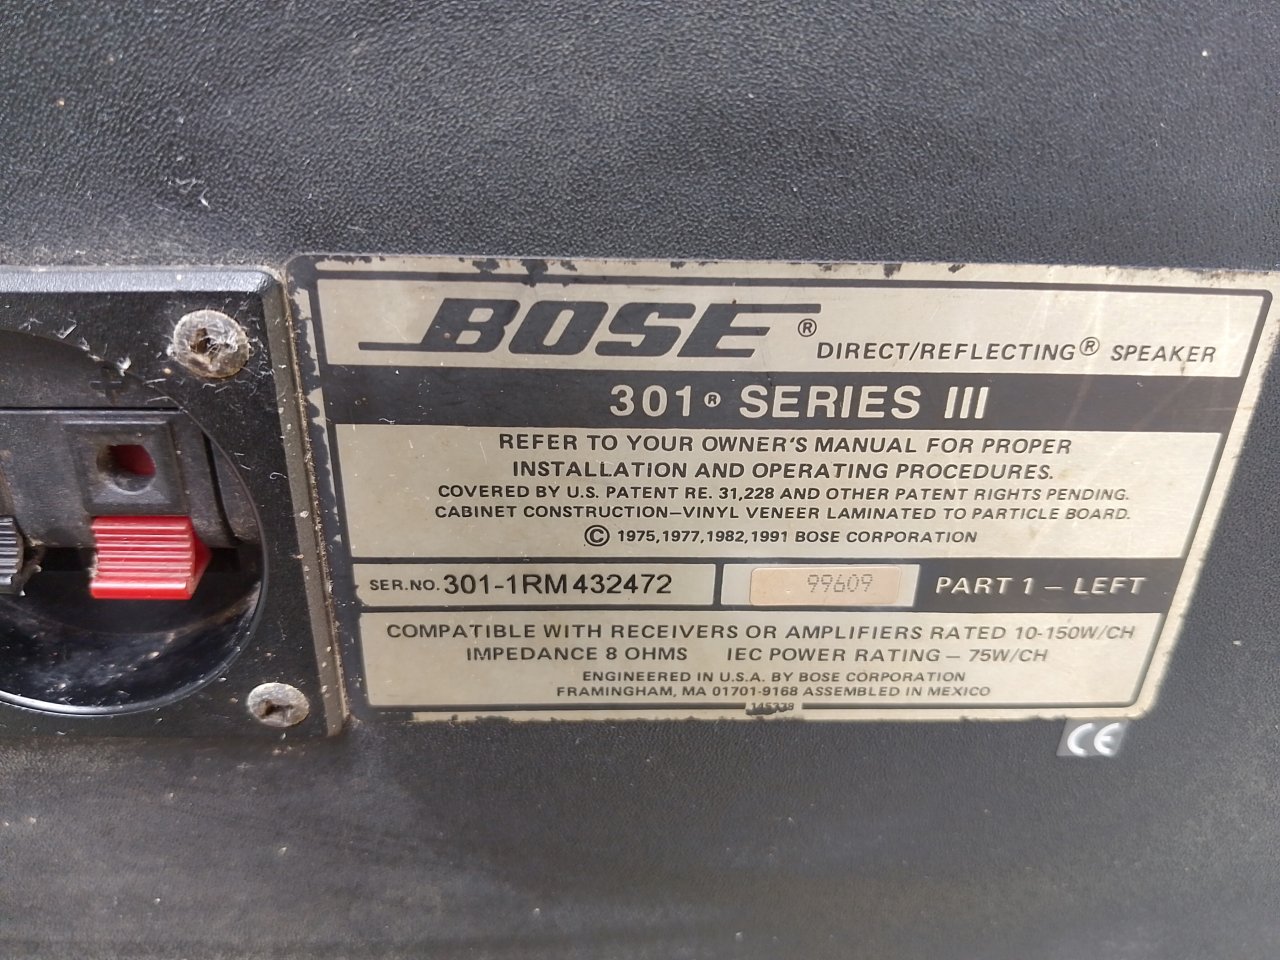 BOSE® DIRECT/REFLECTING® SPEAKER
301® SERIES III
REFER TO YOUR OWNER'S MANUAL FOR PROPER
INSTALLATION AND OPERATING PROCEDURES.
COVERED BY U.S. PATENT RE. 31,228 AND OTHER PATENT RIGHTS PENDING.
CABINET CONSTRUCTION–VINYL VENEER LAMINATED TO PARTICLE BOARD.
© 1975,1977,1982,1991 BOSE CORPORATION
SER.NO. 301-1RM 432472 99609 PART 1 – LEFT
COMPATIBLE WITH RECEIVERS OR AMPLIFIERS RATED 10-150W/CH
IMPEDANCE 8 OHMS IEC POWER RATING – 75W/CH
ENGINEERED IN U.S.A. BY BOSE CORPORATION
FRAMINGHAM, MA 01701-9168 ASSEMBLED IN MEXICO
CE